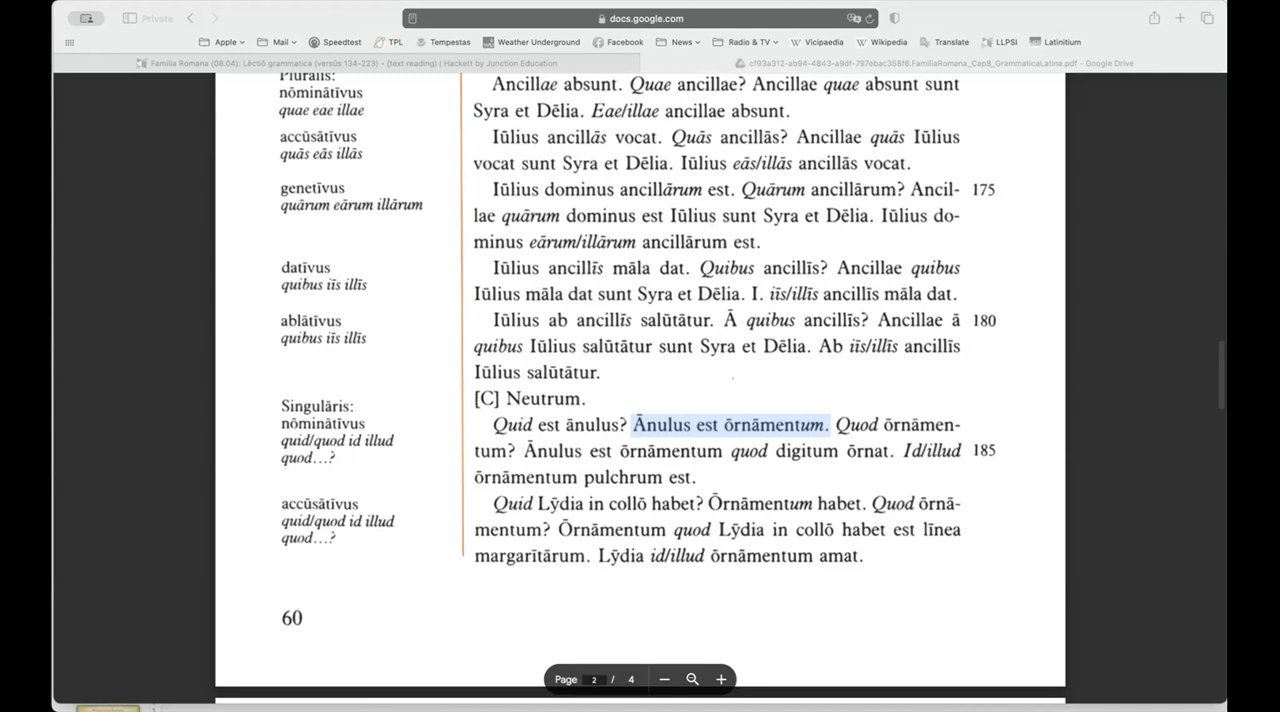 Private
docs.google.com
Apple
Mail
Speedtest
TPL
Tempestas
Weather Underground
Facebook
News
Radio & TV
Vicipaedia
Wikipedia
Translate
LLPSI
Latinitium
Familia Romana (08.04): Lēctiō grammatica (versūs 134-223) - [text reading] | Hackett by Junction Education
cf93a312-ab94-4843-a9df-797ebac358f6.FamiliaRomana_Cap8_GrammaticaLatina.pdf - Google Drive
Plūrālis:
nōminātīvus
quae eae illae
accūsātīvus
quās eās illās
genetīvus
quārum eārum illārum
datīvus
quibus iīs illīs
ablātīvus
quibus iīs illīs
Singulāris:
nōminātīvus
quid/quod id illud
quod...?
accūsātīvus
quid/quod id illud
quod...?
Ancillae absunt. Quae ancillae? Ancillae quae absunt sunt
Syra et Dēlia. Eae/illae ancillae absunt.
Iūlius ancillās vocat. Quās ancillās? Ancillae quās Iūlius
vocat sunt Syra et Dēlia. Iūlius eās/illās ancillās vocat.
Iūlius dominus ancillārum est. Quārum ancillārum? Ancil- 175
lae quārum dominus est Iūlius sunt Syra et Dēlia. Iūlius do-
minus eārum/illārum ancillārum est.
Iūlius ancillīs māla dat. Quibus ancillīs? Ancillae quibus
Iūlius māla dat sunt Syra et Dēlia. I. iīs/illīs ancillīs māla dat.
Iūlius ab ancillīs salūtātur. Ā quibus ancillīs? Ancillae ā 180
quibus Iūlius salūtātur sunt Syra et Dēlia. Ab iīs/illīs ancillīs
Iūlius salūtātur.
[C] Neutrum.
Quid est ānulus? Ānulus est ōrnāmentum. Quod ōrnāmen-
tum? Ānulus est ōrnāmentum quod digitum ōrnat. Id/illud 185
ōrnāmentum pulchrum est.
Quid Lȳdia in collō habet? Ōrnāmentum habet. Quod ōrnā-
mentum? Ōrnāmentum quod Lȳdia in collō habet est līnea
margarītārum. Lȳdia id/illud ōrnāmentum amat.
60
Page 2 / 4